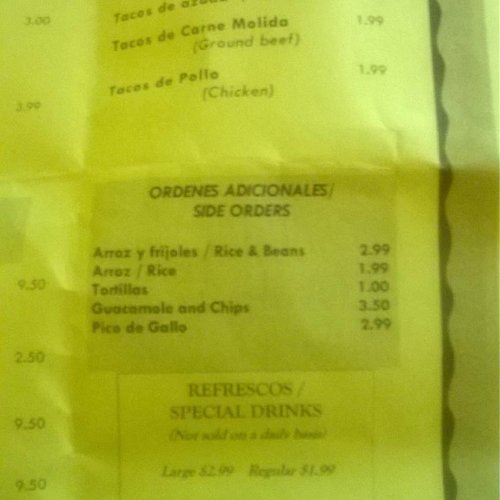 3.00
Tacos de
Tacos de Carne Molida 1.99
(Ground beef)
Tacos de Pollo 1.99
(Chicken)
3.99
ORDENES ADICIONALES/
SIDE ORDERS
Arroz y frijoles / Rice & Beans 2.99
Arroz / Rice 1.99
9.50
Tortillas 1.00
Guacamole and Chips 3.50
Pico de Gallo 2.99
2.50
REFRESCOS /
SPECIAL DRINKS
9.50
(Not sold on a daily basis)
Large $2.99 Regular $1.99
9.50